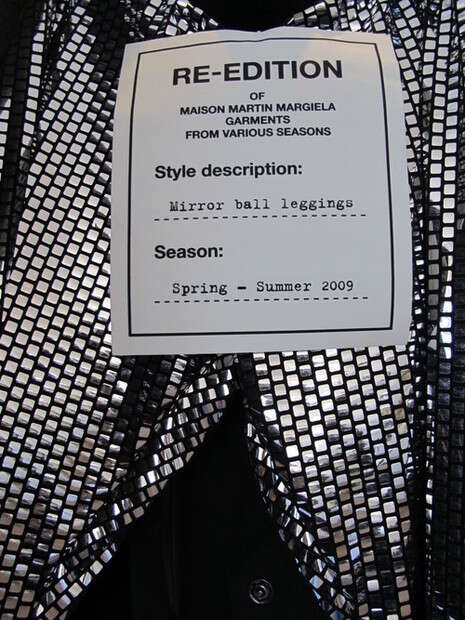 RE-EDITION
OF
MAISON MARTIN MARGIELA
GARMENTS
FROM VARIOUS SEASONS
Style description:
Mirror ball leggings
Season:
Spring - Summer 2009